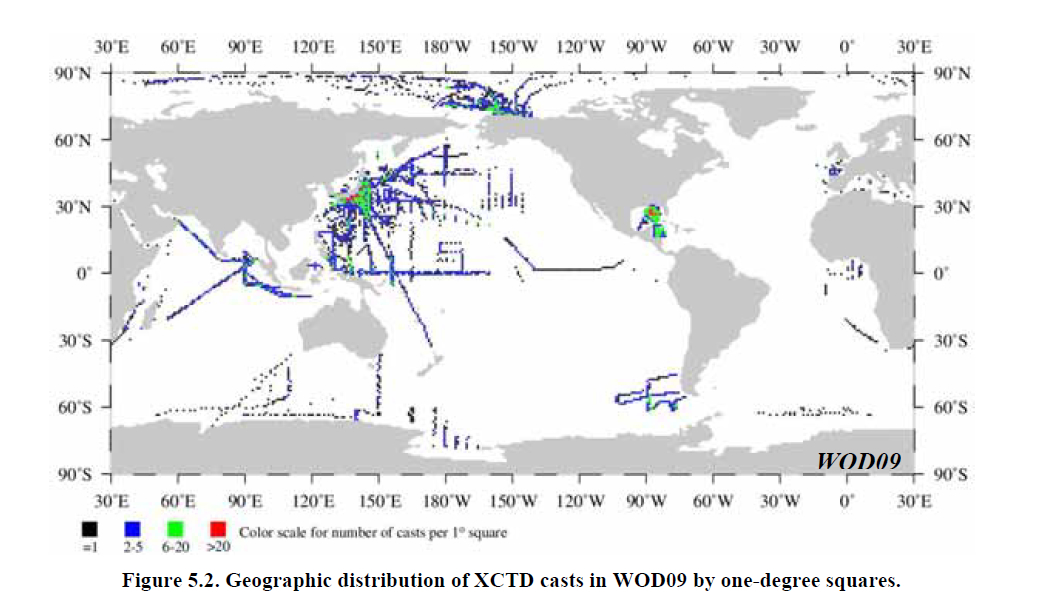 30°E 60°E 90°E 120°E 150°E 180°W 150°W 120°W 90°W 60°W 30°W 0° 30°E
90°N 90°N
60°N 60°N
30°N 30°N
0° 0°
30°S 30°S
60°S 60°S
WOD09
90°S 90°S
30°E 60°E 90°E 120°E 150°E 180°W 150°W 120°W 90°W 60°W 30°W 0° 30°E
Color scale for number of casts per 1° square
=1 2-5 6-20 >20
Figure 5.2. Geographic distribution of XCTD casts in WOD09 by one-degree squares.